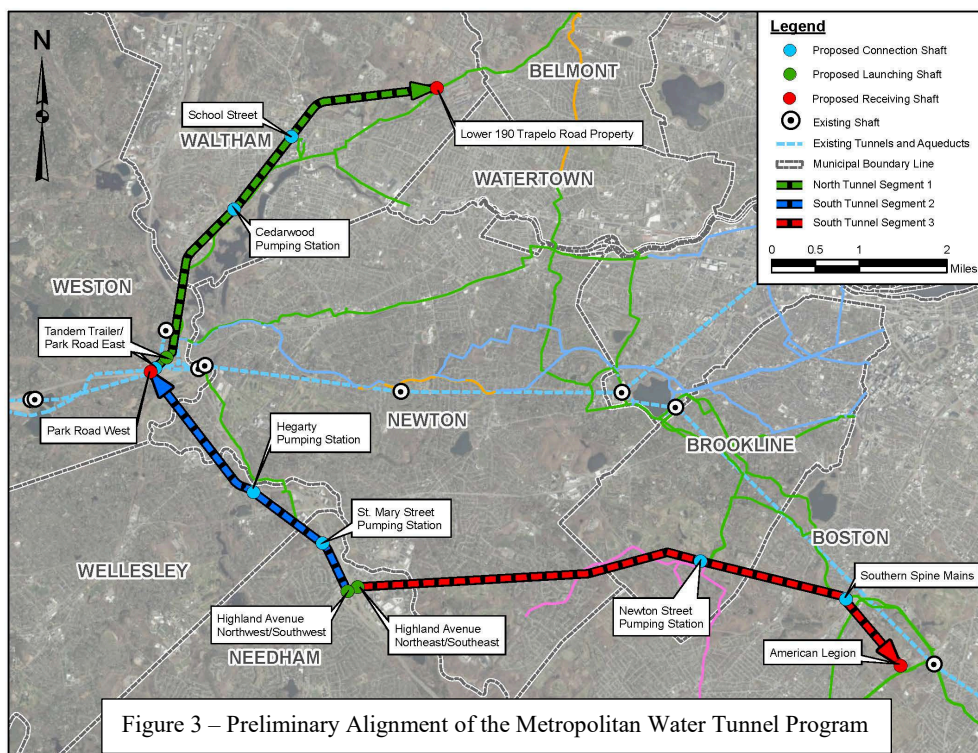 N
BELMONT
School Street
WALTHAM
Lower 190 Trapelo Road Property
WATERTOWN
Cedarwood
Pumping Station
WESTON
Tandem Trailer/
Park Road East
Park Road West
NEWTON
Hegarty
Pumping Station
BROOKLINE
St. Mary Street
Pumping Station
BOSTON
WELLESLEY
Southern Spine Mains
Highland Avenue
Northwest/Southwest
Highland Avenue
Northeast/Southeast
Newton Street
Pumping Station
NEEDHAM
American Legion
Legend
Proposed Connection Shaft
Proposed Launching Shaft
Proposed Receiving Shaft
Existing Shaft
Existing Tunnels and Aqueducts
Municipal Boundary Line
North Tunnel Segment 1
South Tunnel Segment 2
South Tunnel Segment 3
0 0.5 1 2
Miles
Figure 3 – Preliminary Alignment of the Metropolitan Water Tunnel Program